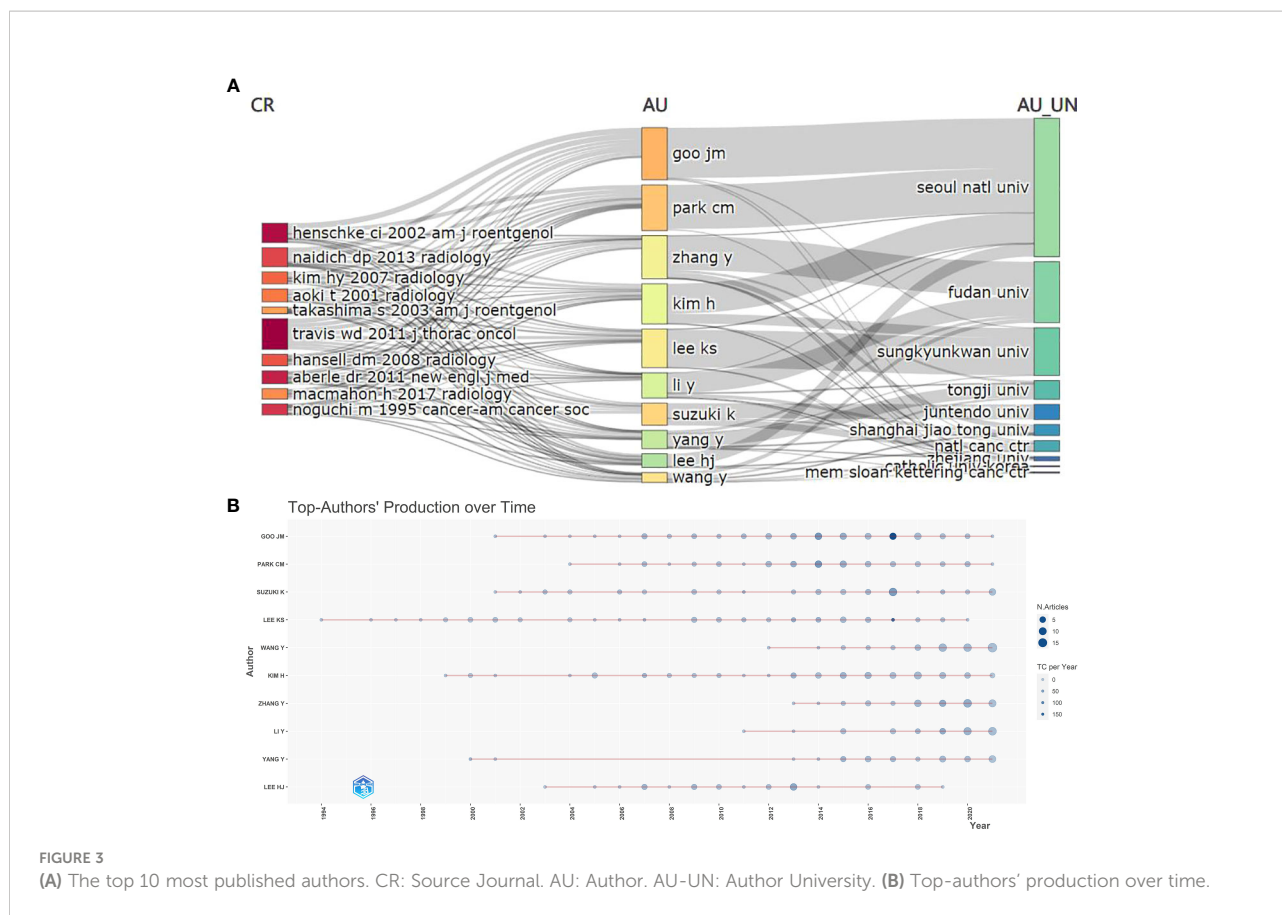 A
CR
AU
AU_UN
henschke ci 2002 am j roentgenol
naidich dp 2013 radiology
kim hy 2007 radiology
aoki t 2001 radiology
takashima s 2003 am j roentgenol
travis wd 2011 j thorac oncol
hansell dm 2008 radiology
aberle dr 2011 new engl j med
macmahon h 2017 radiology
noguchi m 1995 cancer-am cancer soc
goo jm
park cm
zhang y
kim h
lee ks
li y
suzuki k
yang y
lee hj
wang y
seoul natl univ
fudan univ
sungkyunkwan univ
tongji univ
juntendo univ
shanghai jiao tong univ
natl canc ctr
zhejiang univ
catholic univ korea
mem sloan kettering canc ctr
B
Top-Authors' Production over Time
Author
GOO JM
PARK CM
SUZUKI K
LEE KS
WANG Y
KIM H
ZHANG Y
LI Y
YANG Y
LEE HJ
1994
1996
1998
2000
2002
2004
2006
2008
2010
2012
2014
2016
2018
2020
Year
N.Articles
5
10
15
TC per Year
0
50
100
150
FIGURE 3
(A) The top 10 most published authors. CR: Source Journal. AU: Author. AU-UN: Author University. (B) Top-authors’ production over time.